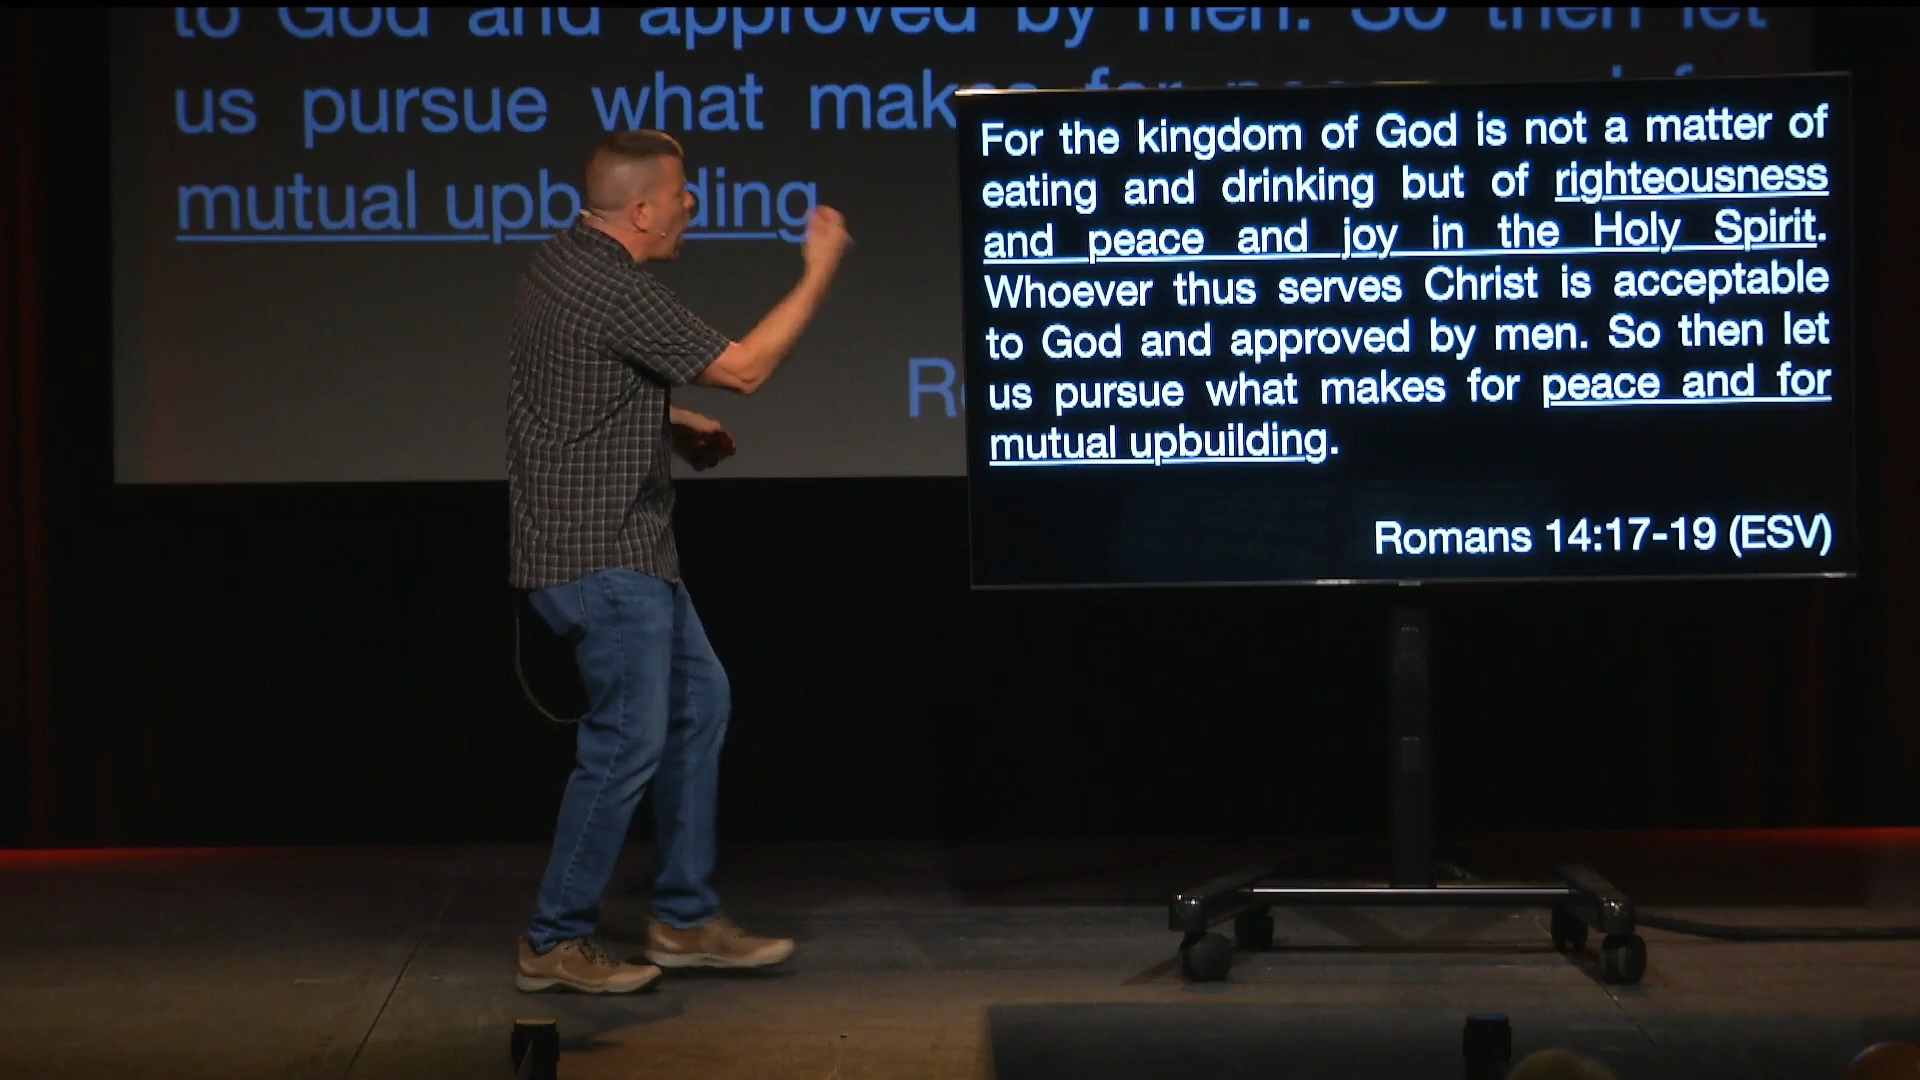 to God and approved by men. So then let
us pursue what makes for
mutual upbuilding.
For the kingdom of God is not a matter of
eating and drinking but of righteousness
and peace and joy in the Holy Spirit.
Whoever thus serves Christ is acceptable
to God and approved by men. So then let
us pursue what makes for peace and for
mutual upbuilding.
Romans 14:17-19 (ESV)